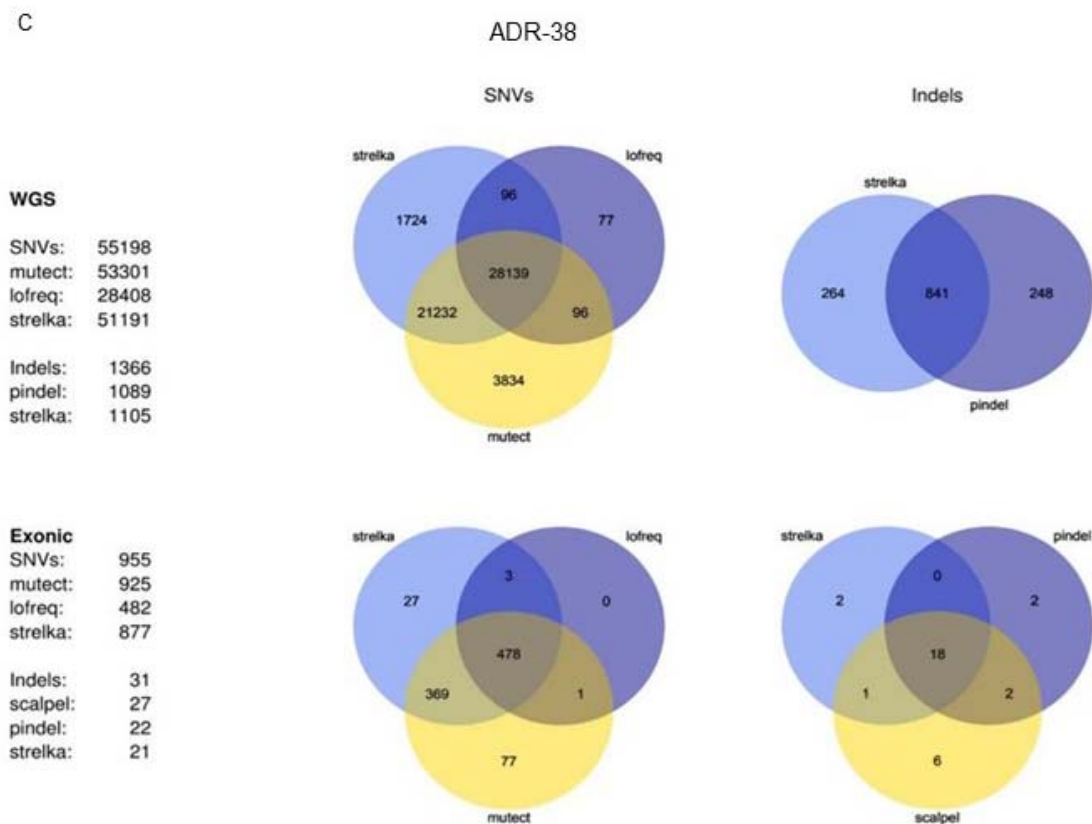 C
ADR-38
SNVs
Indels
WGS
SNVs: 55198
mutect: 53301
lofreq: 28408
strelka: 51191
Indels: 1366
pindel: 1089
strelka: 1105
strelka
lofreq
96
1724
77
28139
21232
96
3834
mutect
strelka
264
841
248
pindel
Exonic
SNVs: 955
mutect: 925
lofreq: 482
strelka: 877
Indels: 31
scalpel: 27
pindel: 22
strelka: 21
strelka
lofreq
3
27
0
478
369
1
77
mutect
strelka
pindel
0
2
2
18
1
2
6
scalpel